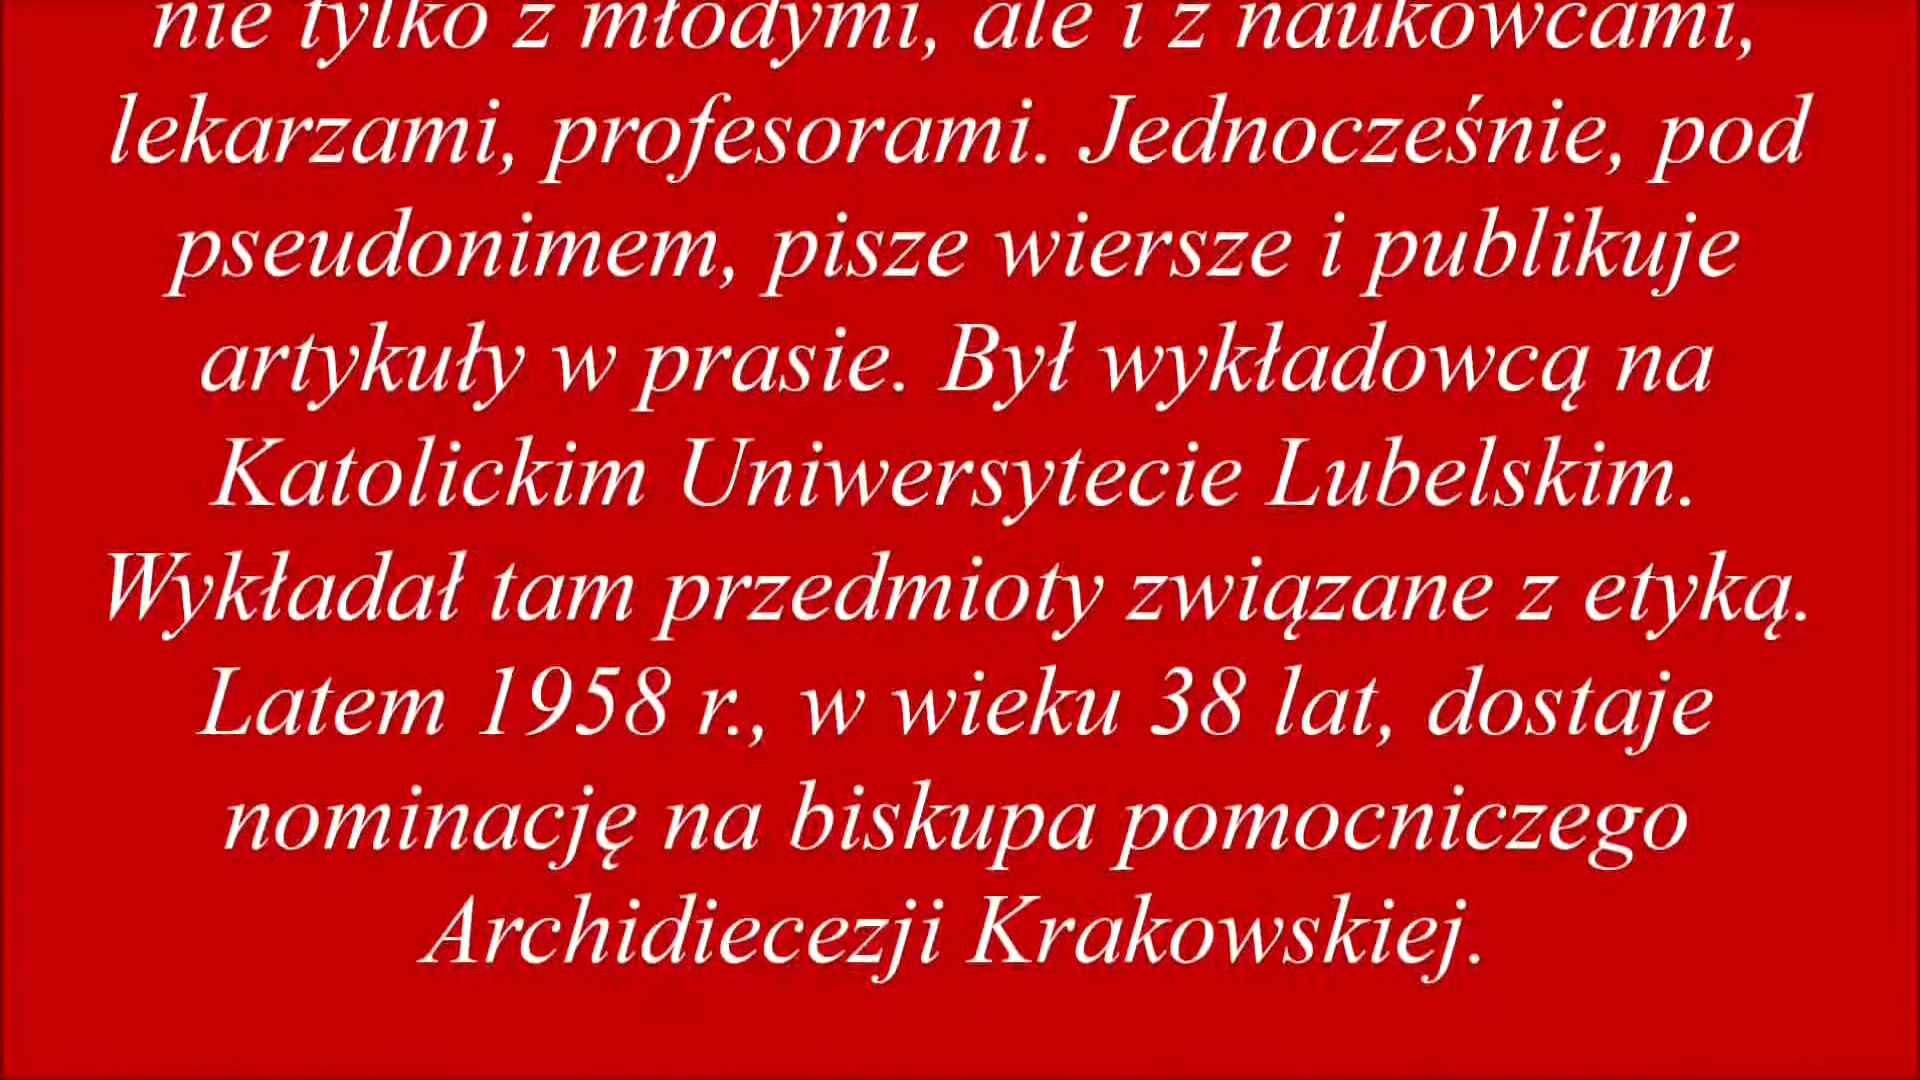 nie tylko z młodymi, ale i z naukowcami,
lekarzami, profesorami. Jednocześnie, pod
pseudonimem, pisze wiersze i publikuje
artykuły w prasie. Był wykładowcą na
Katolickim Uniwersytecie Lubelskim.
Wykładał tam przedmioty związane z etyką.
Latem 1958 r., w wieku 38 lat, dostaje
nominację na biskupa pomocniczego
Archidiecezji Krakowskiej.